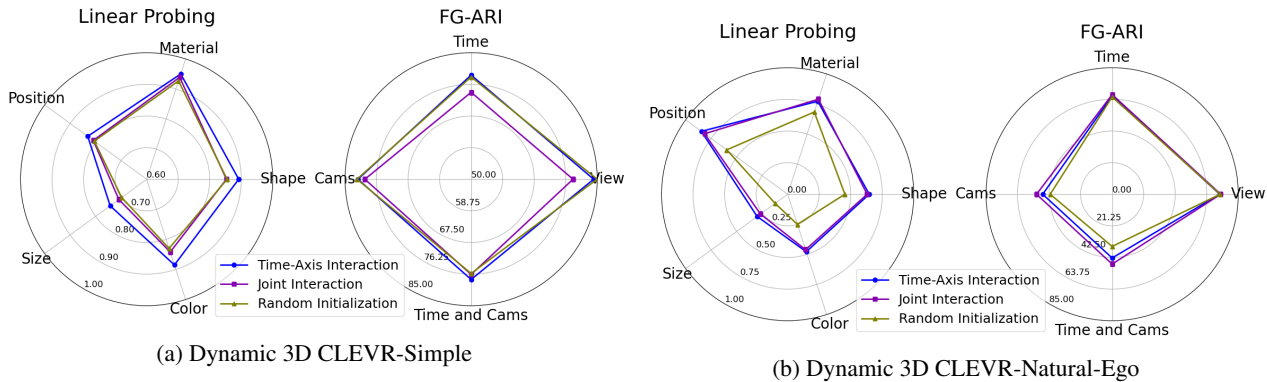 Linear Probing
Material
Position
Shape
Size
Color
0.60
0.70
0.80
0.90
1.00
FG-ARI
Time
Cams
View
Time and Cams
50.00
58.75
67.50
76.25
85.00
Time-Axis Interaction
Joint Interaction
Random Initialization
(a) Dynamic 3D CLEVR-Simple
Linear Probing
Material
Position
Shape
Size
Color
0.00
0.25
0.50
0.75
1.00
FG-ARI
Time
Cams
View
Time and Cams
0.00
21.25
42.50
63.75
85.00
Time-Axis Interaction
Joint Interaction
Random Initialization
(b) Dynamic 3D CLEVR-Natural-Ego